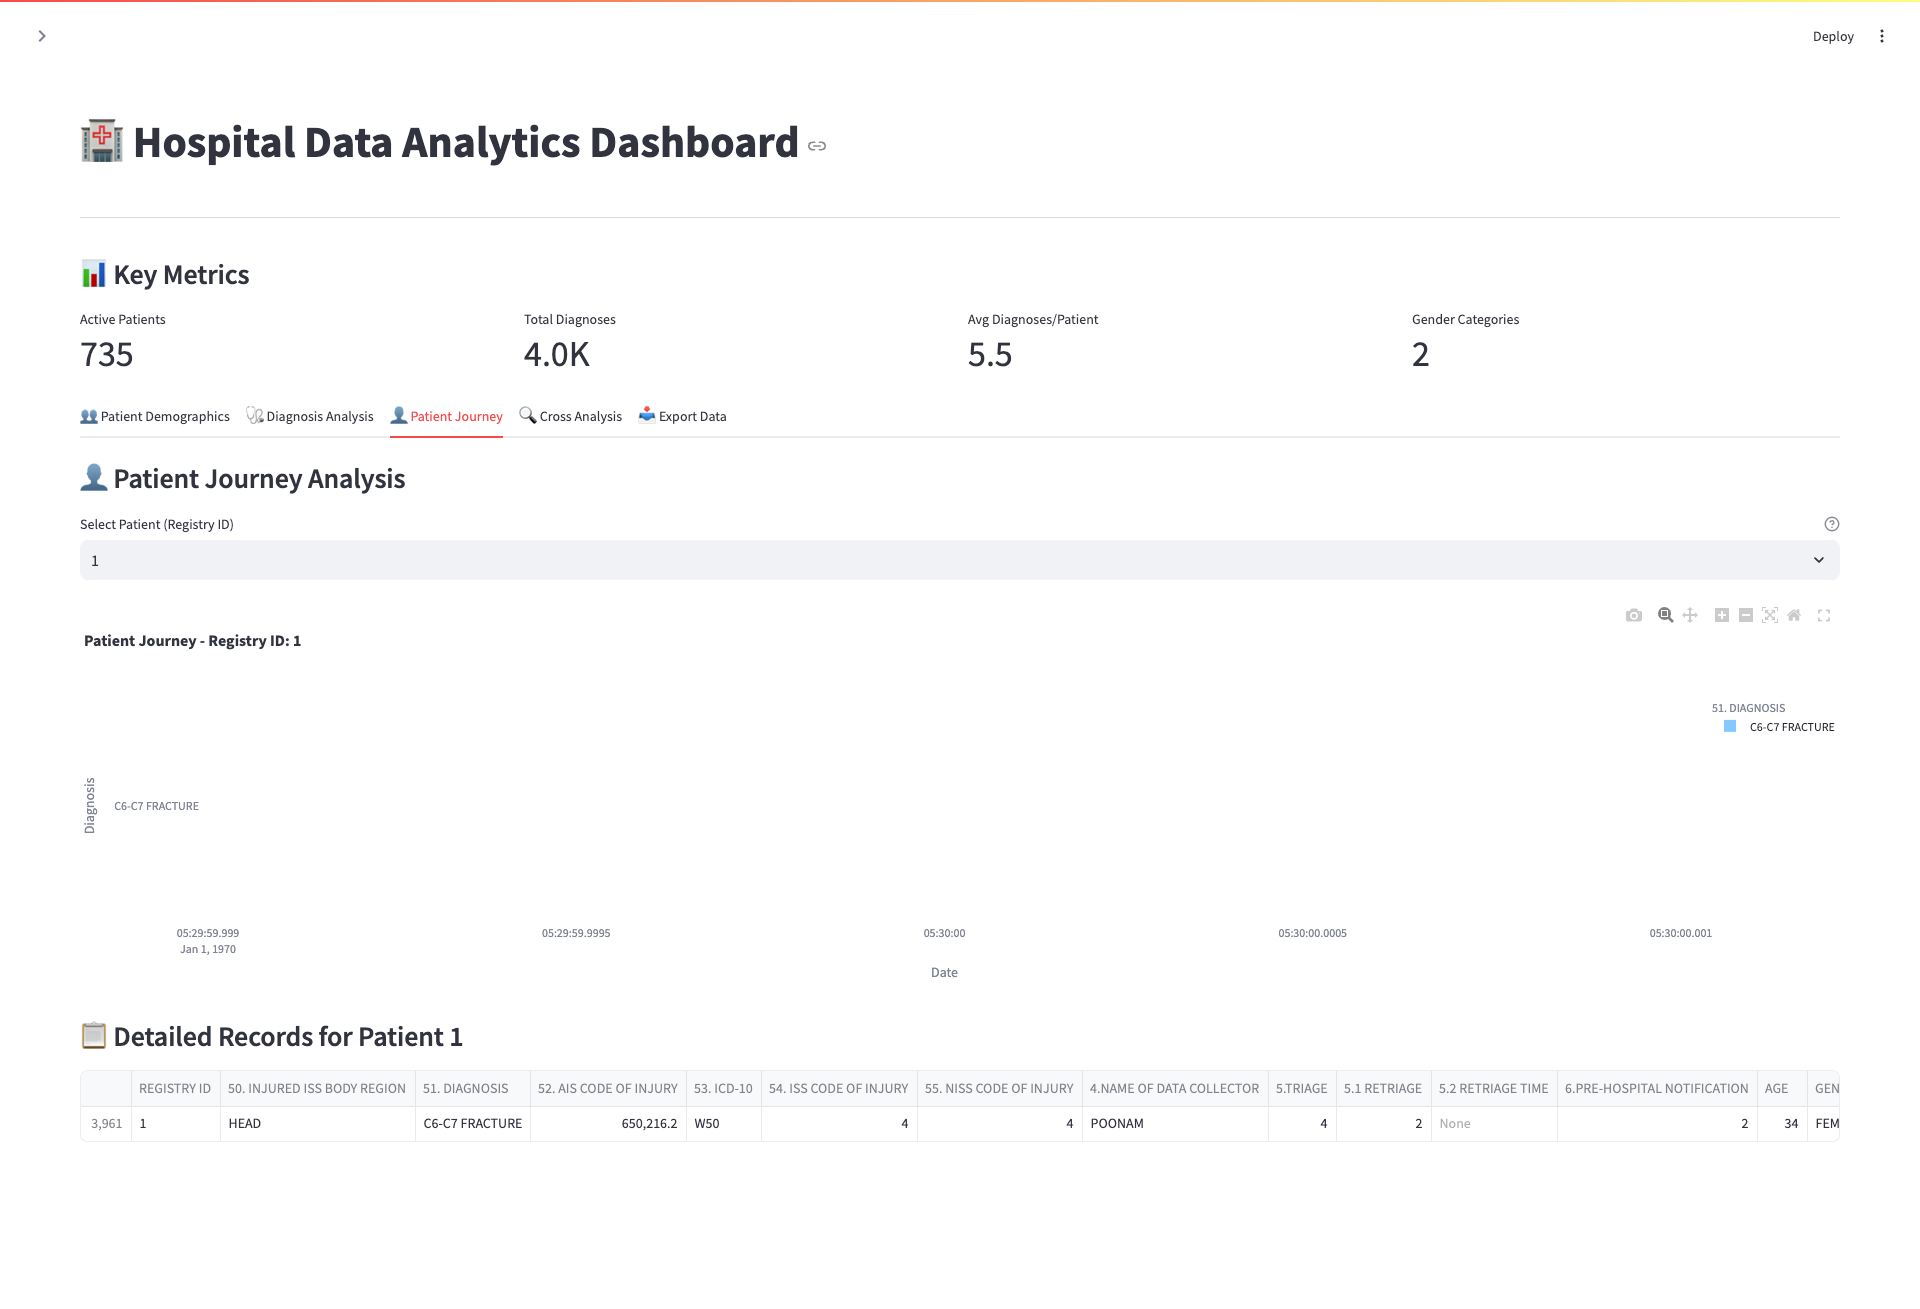 Deploy
Hospital Data Analytics Dashboard
Key Metrics
Active Patients
735
Total Diagnoses
4.0K
Avg Diagnoses/Patient
5.5
Gender Categories
2
Patient Demographics Diagnosis Analysis Patient Journey Cross Analysis Export Data
Patient Journey Analysis
Select Patient (Registry ID)
1
Patient Journey - Registry ID: 1
51. DIAGNOSIS
C6-C7 FRACTURE
Diagnosis
C6-C7 FRACTURE
05:29:59.999 05:29:59.9995 05:30:00 05:30:00.0005 05:30:00.001
Jan 1, 1970
Date
Detailed Records for Patient 1
REGISTRY ID 50. INJURED ISS BODY REGION 51. DIAGNOSIS 52. AIS CODE OF INJURY 53. ICD-10 54. ISS CODE OF INJURY 55. NISS CODE OF INJURY 4.NAME OF DATA COLLECTOR 5.TRIAGE 5.1 RETRIAGE 5.2 RETRIAGE TIME 6.PRE-HOSPITAL NOTIFICATION AGE GEN
3,961 1 HEAD C6-C7 FRACTURE 650,216.2 W50 4 4 POONAM 4 2 None 2 34 FEM